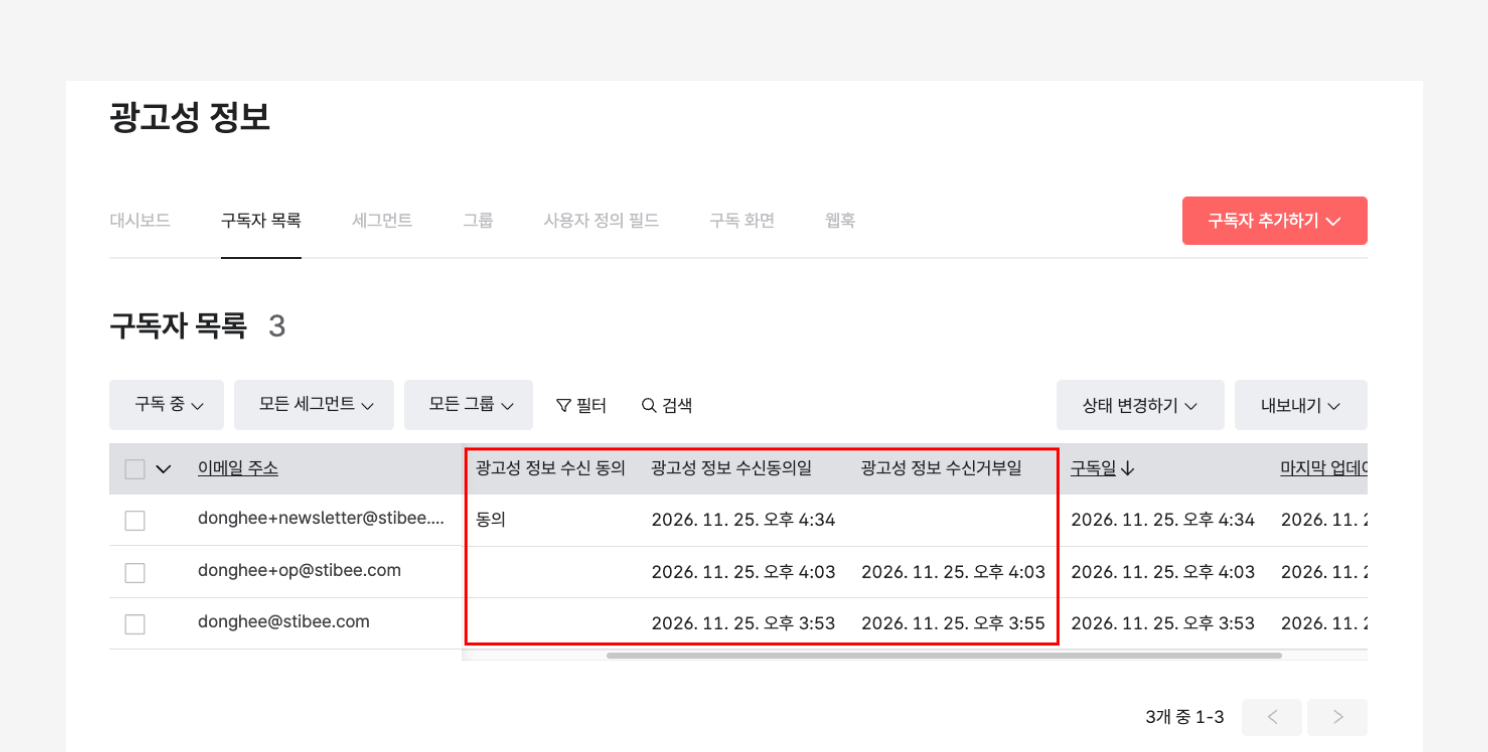 광고성 정보
대시보드 구독자 목록 세그먼트 그룹 사용자 정의 필드 구독 화면 웹훅 구독자 추가하기
구독자 목록 3
구독 중 모든 세그먼트 모든 그룹 필터 검색 상태 변경하기 내보내기
이메일 주소 광고성 정보 수신 동의 광고성 정보 수신동의일 광고성 정보 수신거부일 구독일 마지막
donghee+newsletter@stibee.... 동의 2026. 11. 25. 오후 4:34 2026. 11. 25. 오후 4:34 2026. 11.
donghee+op@stibee.com 2026. 11. 25. 오후 4:03 2026. 11. 25. 오후 4:03 2026. 11. 25. 오후 4:03 2026. 11.
donghee@stibee.com 2026. 11. 25. 오후 3:53 2026. 11. 25. 오후 3:55 2026. 11. 25. 오후 3:53 2026. 11.
3개 중 1-3